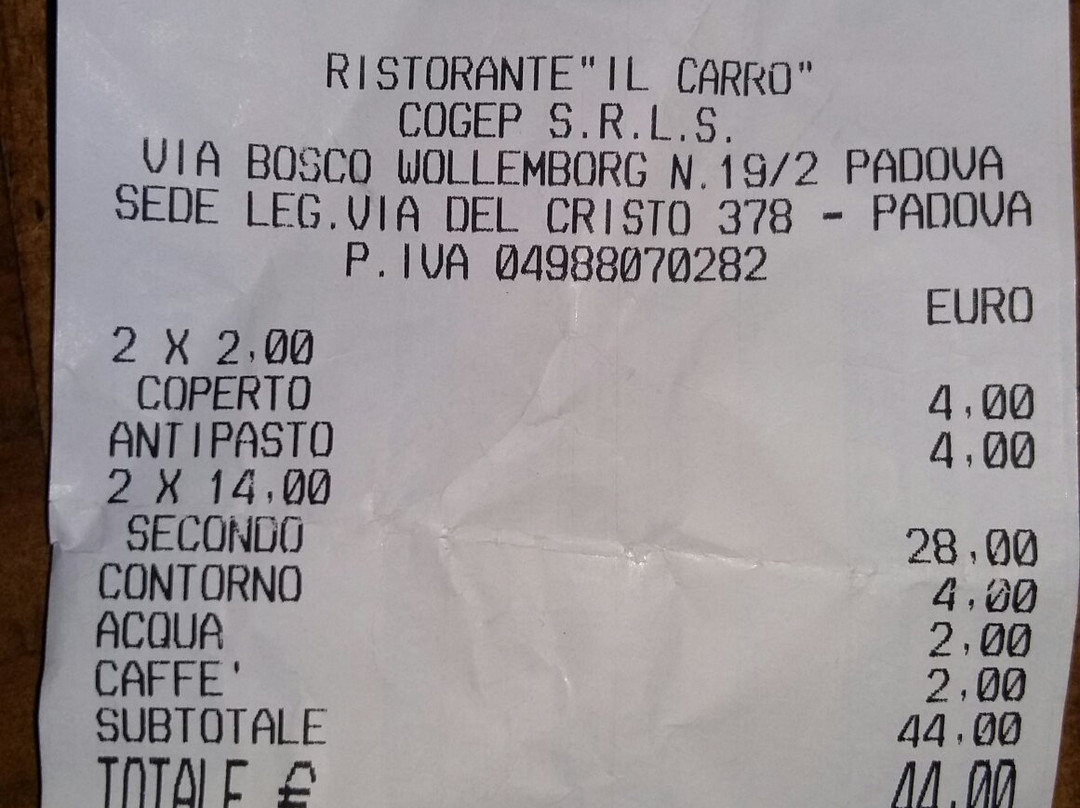 RISTORANTE"IL CARRO"
COGEP S.R.L.S.
VIA BOSCO WOLLEMBORG N.19/2 PADOVA
SEDE LEG.VIA DEL CRISTO 378 - PADOVA
P.IVA 04988070282
EURO
2 X 2,00
COPERTO 4,00
ANTIPASTO 4,00
2 X 14,00
SECONDO 28,00
CONTORNO 4,00
ACQUA 2,00
CAFFE' 2,00
SUBTOTALE 44,00
TOTALE € 44,00